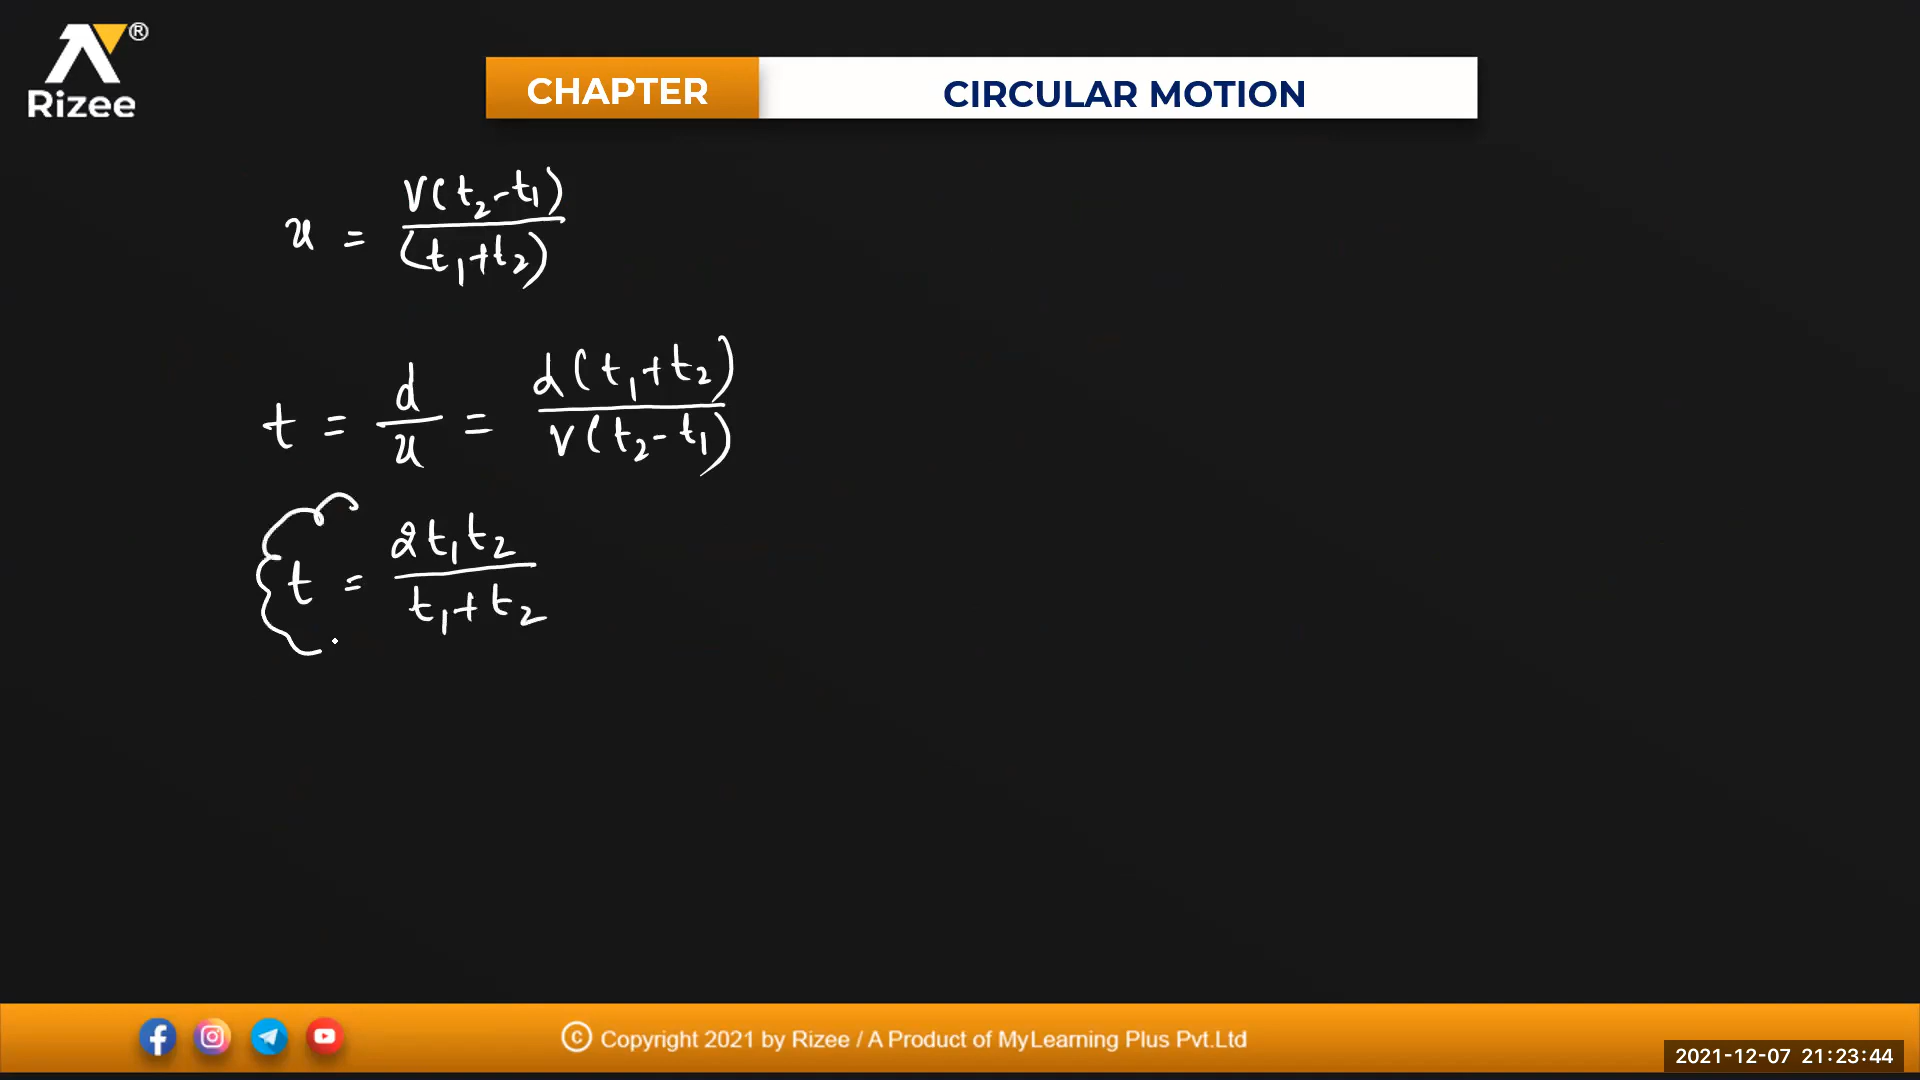 Rizee®
CHAPTER
CIRCULAR MOTION
u = V(t₂-t₁) / (t₁+t₂)
t = d/u = d(t₁+t₂) / V(t₂-t₁)
t = 2t₁t₂ / t₁+t₂
© Copyright 2021 by Rizee / A Product of MyLearning Plus Pvt.Ltd
2021-12-07 21:23:44